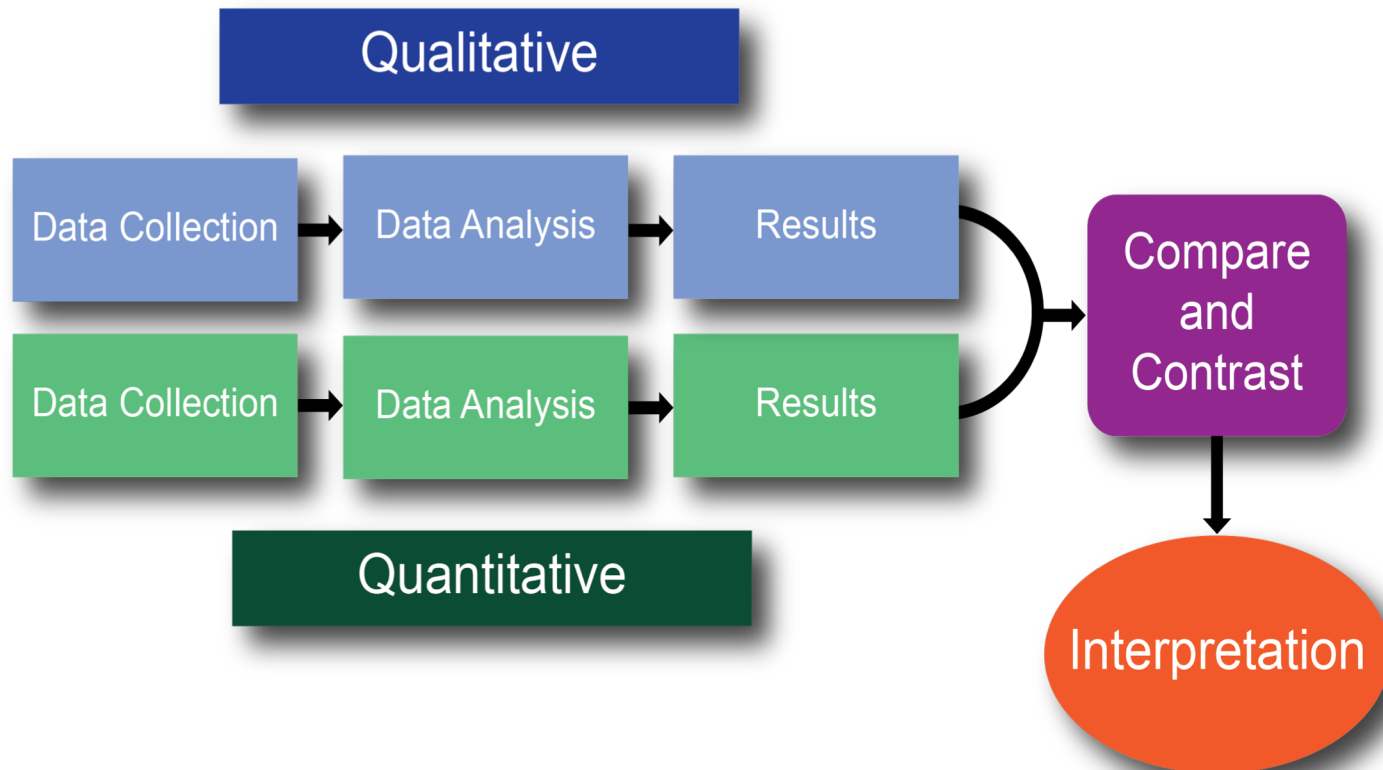 Qualitative
Data Collection
Data Analysis
Results
Data Collection
Data Analysis
Results
Quantitative
Compare
and
Contrast
Interpretation